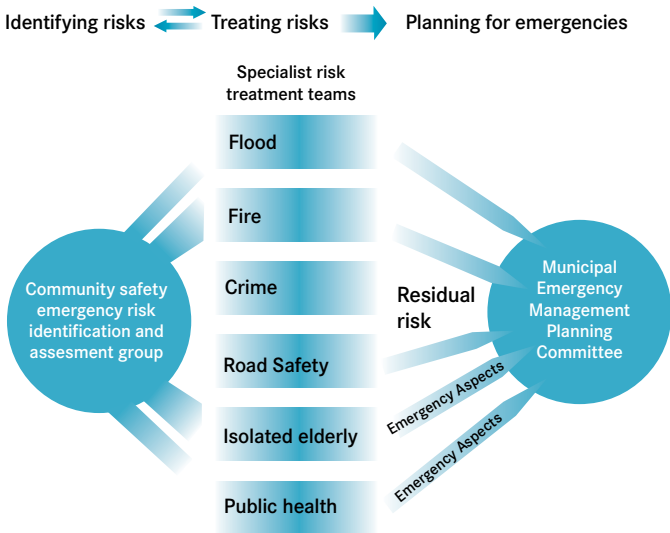 Identifying risks
Treating risks
Planning for emergencies
Specialist risk
treatment teams
Flood
Fire
Crime
Road Safety
Isolated elderly
Public health
Community safety
emergency risk
identification and
assesment group
Residual
risk
Emergency Aspects
Emergency Aspects
Municipal
Emergency
Management
Planning
Committee